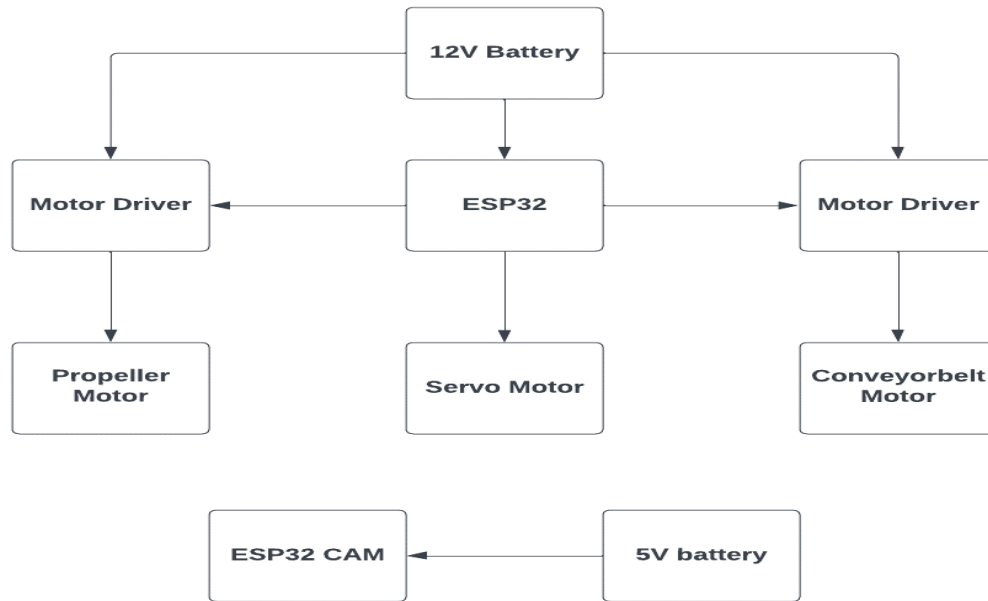 12V Battery
Motor Driver
ESP32
Motor Driver
Propeller
Motor
Servo Motor
Conveyorbelt
Motor
ESP32 CAM
5V battery